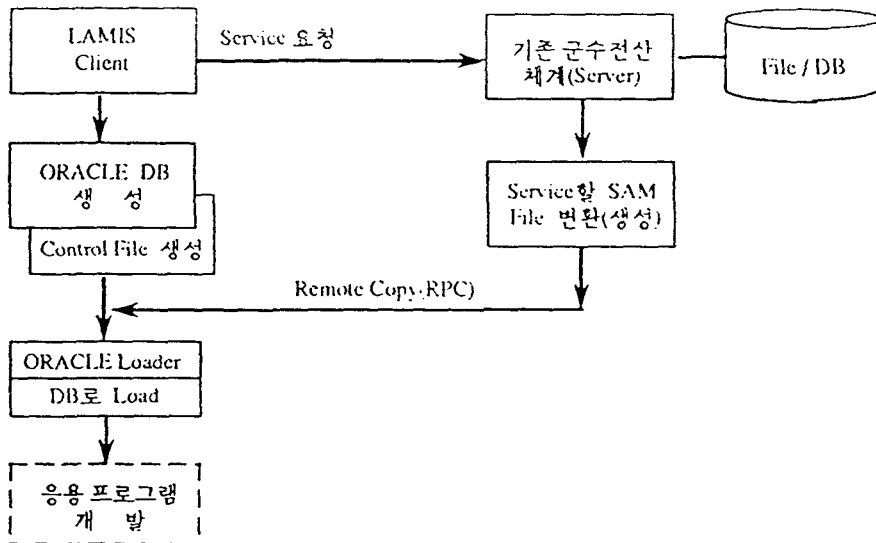 LAMIS
Client
Service 요청
기존 군수전산
체계(Server)
File / DB
ORACLE DB
생 성
Control File 생성
Service할 SAM
File 변환(생성)
Remote Copy.RPC)
ORACLE Loader
DB로 Load
응용 프로그램
개 발